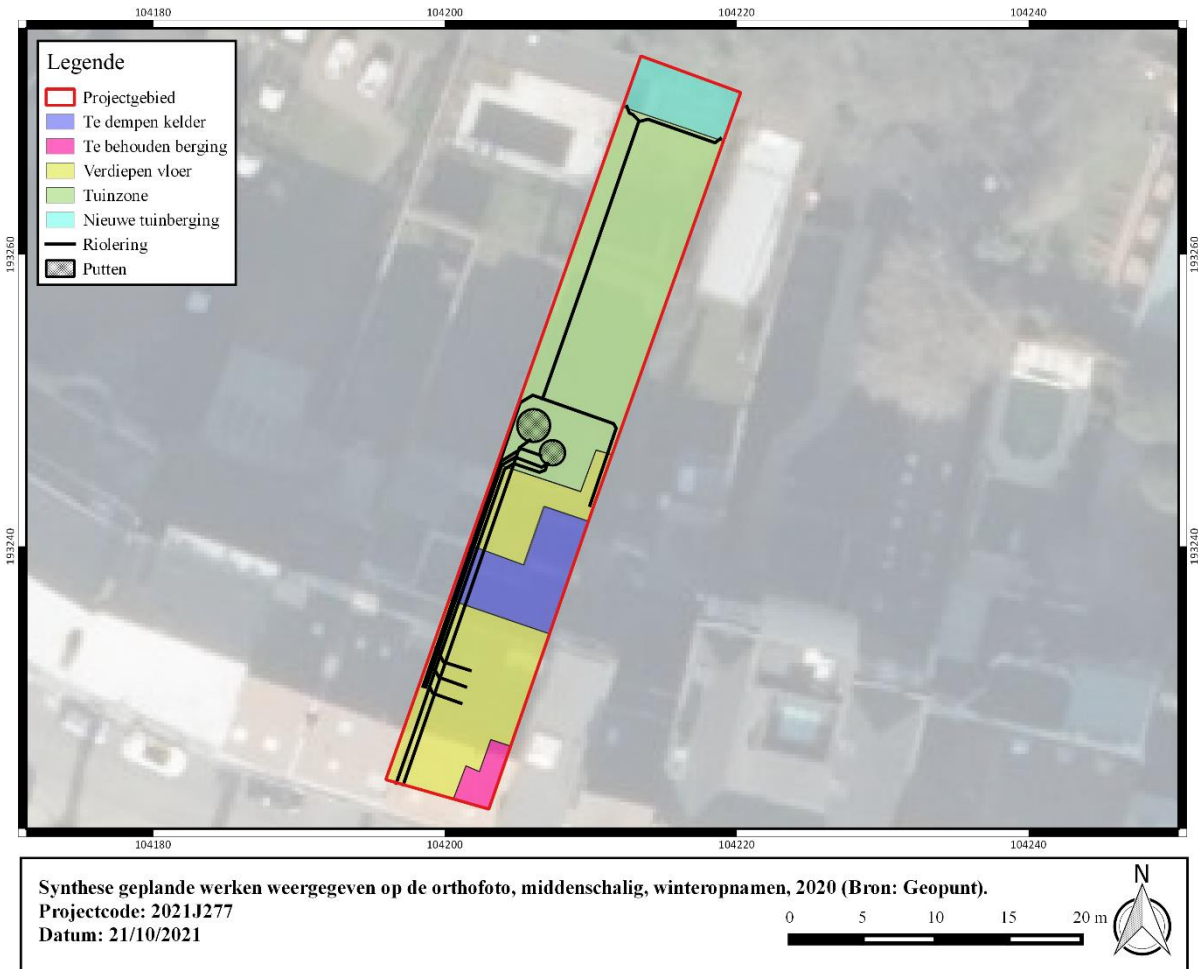 104180 104200 104220 104240
Legende
Projectgebied
Te dempen kelder
Te behouden berging
Verdiepen vloer
Tuinzone
Nieuwe tuinberging
Riolering
Putten
193260 193260
193240 193240
104180 104200 104220 104240
Synthese geplande werken weergegeven op de orthofoto, middenschalig, winteropnamen, 2020 (Bron: Geopunt).
Projectcode: 2021J277
Datum: 21/10/2021
0 5 10 15 20 m
N